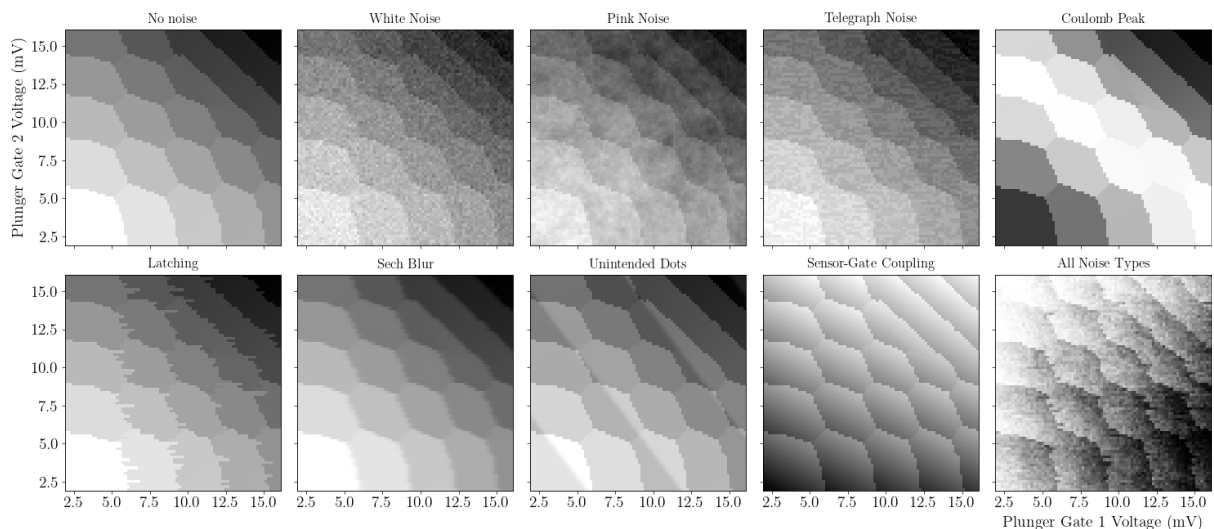 No noise
White Noise
Pink Noise
Telegraph Noise
Coulomb Peak
Plunger Gate 2 Voltage (mV)
15.0
12.5
10.0
7.5
5.0
2.5
Latching
Sech Blur
Unintended Dots
Sensor-Gate Coupling
All Noise Types
15.0
12.5
10.0
7.5
5.0
2.5
2.5 5.0 7.5 10.0 12.5 15.0
2.5 5.0 7.5 10.0 12.5 15.0
2.5 5.0 7.5 10.0 12.5 15.0
2.5 5.0 7.5 10.0 12.5 15.0
2.5 5.0 7.5 10.0 12.5 15.0
Plunger Gate 1 Voltage (mV)